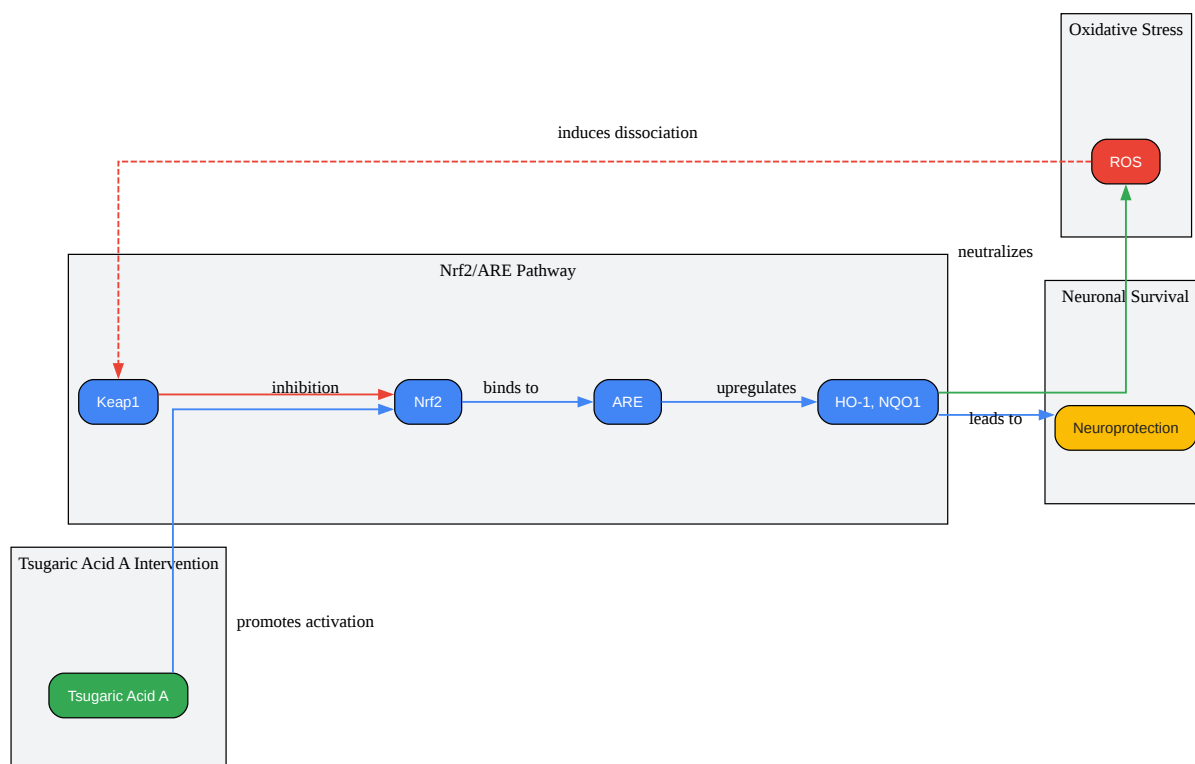 Oxidative Stress
induces dissociation
ROS
neutralizes
Nrf2/ARE Pathway
Neuronal Survival
Keap1
inhibition
Nrf2
binds to
ARE
upregulates
HO-1, NQO1
leads to
Neuroprotection
Tsugaric Acid A Intervention
promotes activation
Tsugaric Acid A